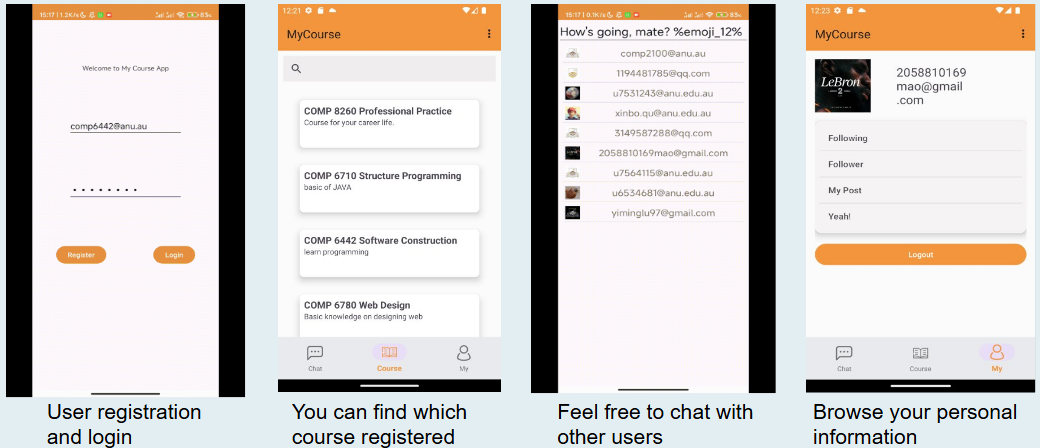 15:17 | 1.2K/s
83%
Welcome to My Course App
comp6442@anu.au
Register
Login
User registration
and login
12:21
MyCourse
COMP 8260 Professional Practice
Course for your career life.
COMP 6710 Structure Programming
basic of JAVA
COMP 6442 Software Construction
learn programming
COMP 6780 Web Design
Basic knowledge on designing web
Chat
Course
My
You can find which
course registered
15:17 | 0.1K/s
83%
How's going, mate? %emoji_12%
comp2100@anu.edu.au
1194481785@qq.com
u7531243@anu.edu.au
xinbo.qu@anu.edu.au
3149587288@qq.com
2058810169mao@gmail.com
u7564115@anu.edu.au
u6534681@anu.edu.au
yiminglu97@gmail.com
Feel free to chat with
other users
12:23
MyCourse
LeBron
2
2058810169
mao@gmail
.com
Following
Follower
My Post
Yeah!
Logout
Chat
Course
My
Browse your personal
information